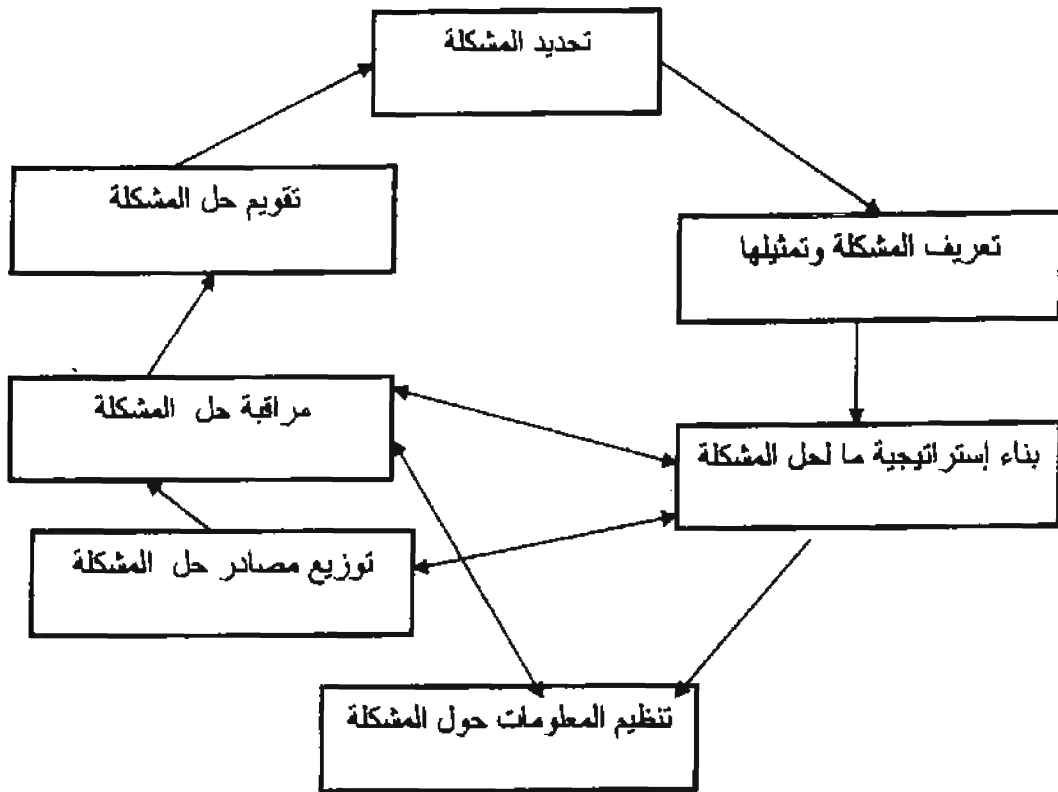 تحديد المشكلة
تعريف المشكلة وتمثيلها
بناء إستراتيجية ما لحل المشكلة
تنظيم المعلومات حول المشكلة
توزيع مصادر حل المشكلة
مراقبة حل المشكلة
تقويم حل المشكلة